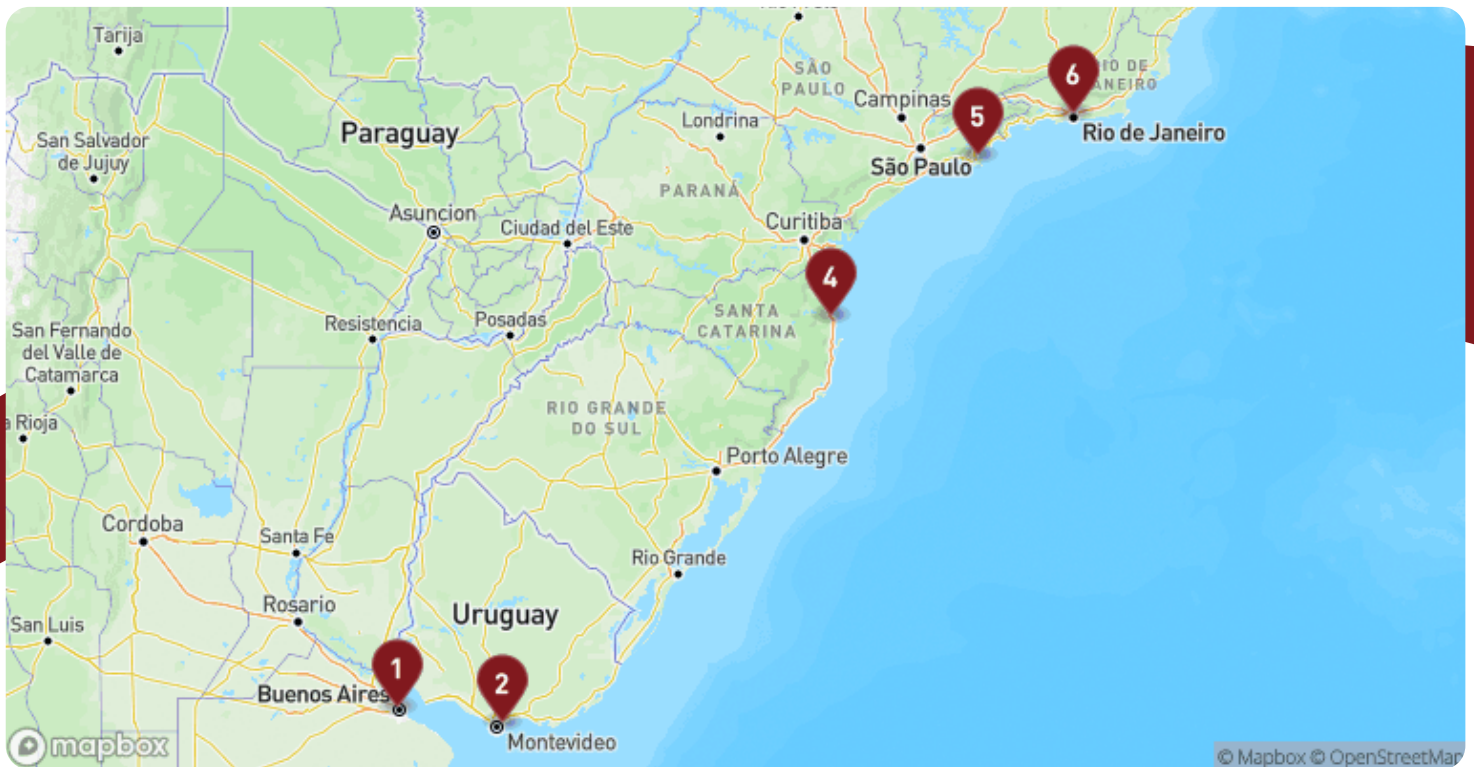 Tarija
SÃO
PAULO
6
RIO DE
ANEIRO
Campinas
5
Londrina
Rio de Janeiro
San Salvador
de Jujuy
Paraguay
São Paulo
PARANÁ
Asuncion
Ciudad del Este
Curitiba
4
SANTA
CATARINA
San Fernando
del Valle de
Catamarca
Resistencia
Posadas
a Rioja
RIO GRANDE
DO SUL
Porto Alegre
Cordoba
Santa Fe
Rio Grande
Rosario
Uruguay
San Luis
1
2
Buenos Aires
Montevideo
mapbox
© Mapbox © OpenStreetMap